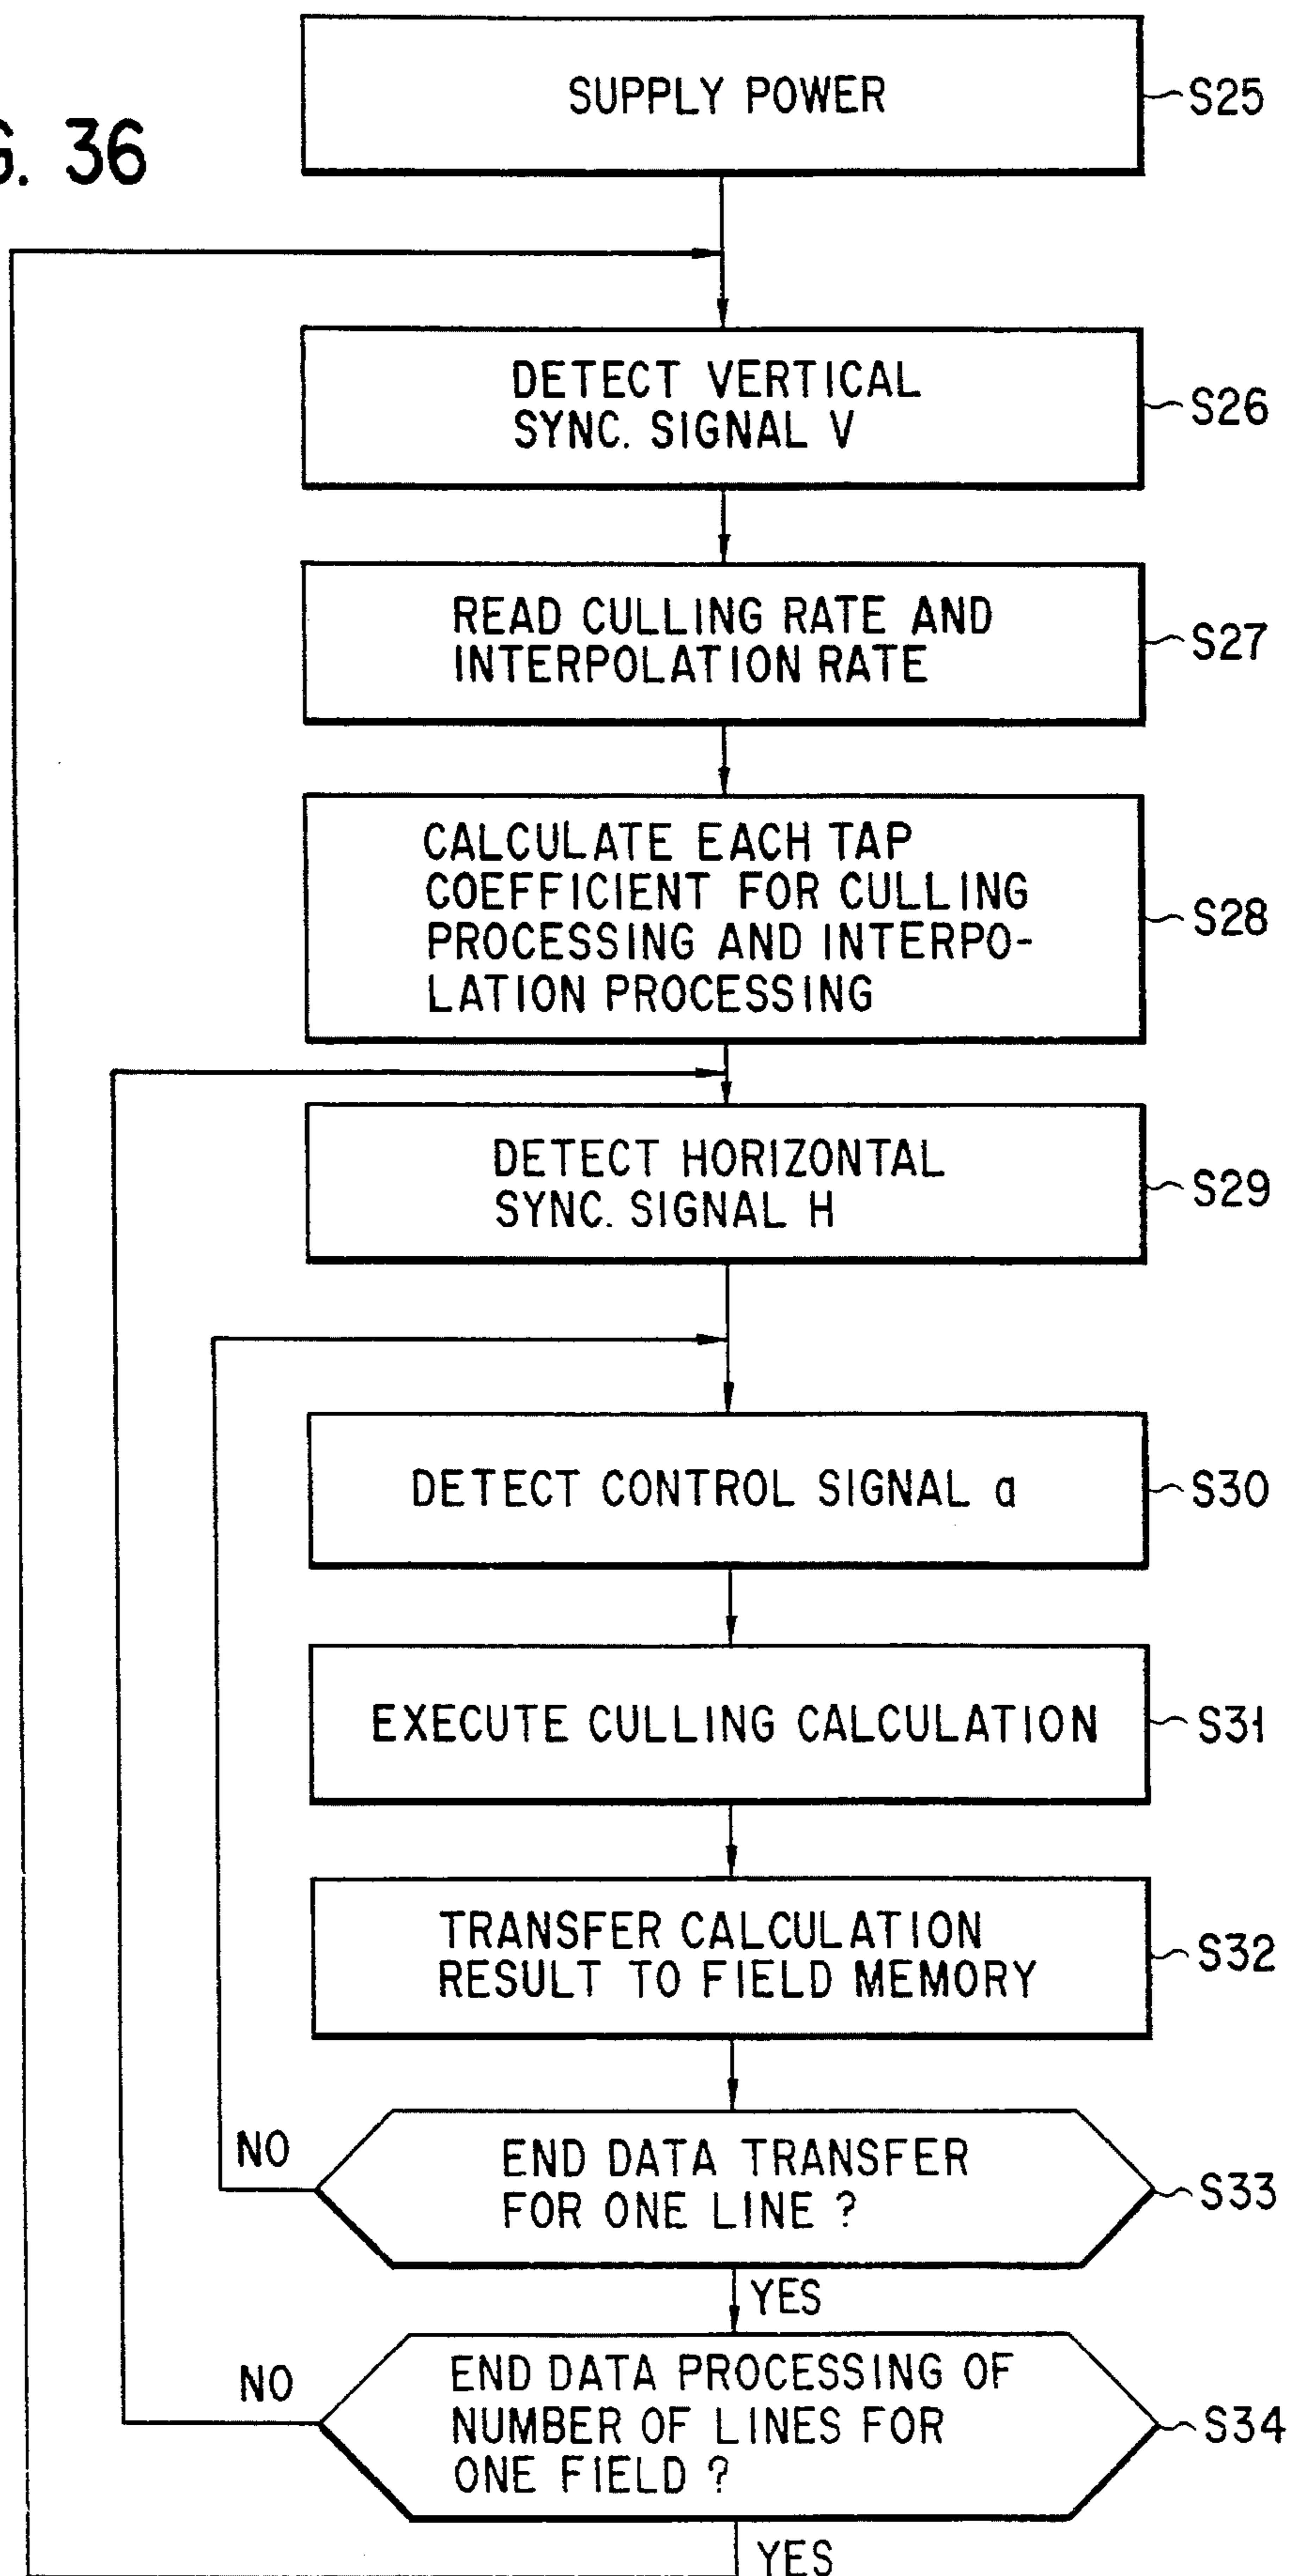 G. 36
SUPPLY POWER
S25
DETECT VERTICAL
SYNC. SIGNAL V
S26
READ CULLING RATE AND
INTERPOLATION RATE
S27
CALCULATE EACH TAP
COEFFICIENT FOR CULLING
PROCESSING AND INTERPO-
LATION PROCESSING
S28
DETECT HORIZONTAL
SYNC. SIGNAL H
S29
DETECT CONTROL SIGNAL a
S30
EXECUTE CULLING CALCULATION
S31
TRANSFER CALCULATION
RESULT TO FIELD MEMORY
S32
NO
END DATA TRANSFER
FOR ONE LINE ?
S33
YES
NO
END DATA PROCESSING OF
NUMBER OF LINES FOR
ONE FIELD ?
S34
YES